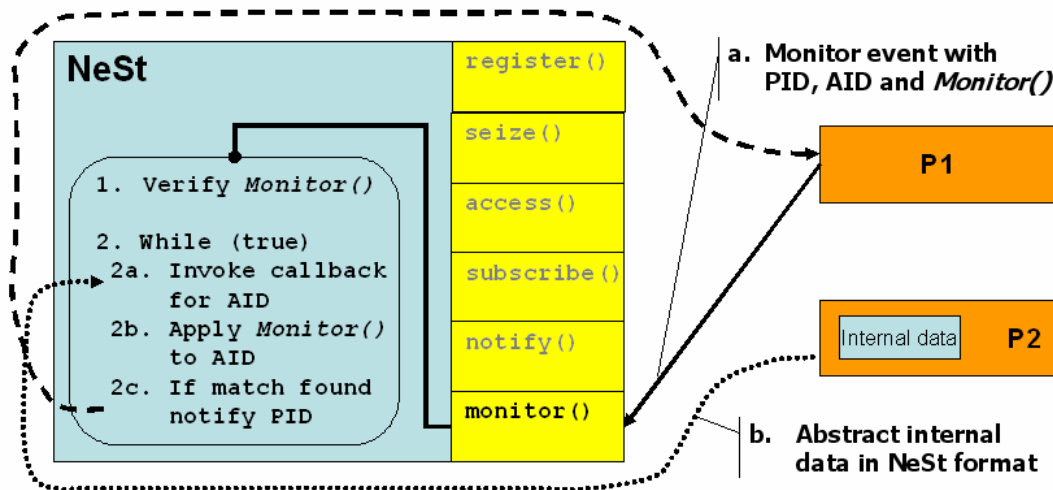 NeSt
register()
seize()
access()
subscribe()
notify()
monitor()
1. Verify Monitor()
2. While (true)
2a. Invoke callback
for AID
2b. Apply Monitor()
to AID
2c. If match found
notify PID
a. Monitor event with
PID, AID and Monitor()
P1
Internal data
P2
b. Abstract internal
data in NeSt format